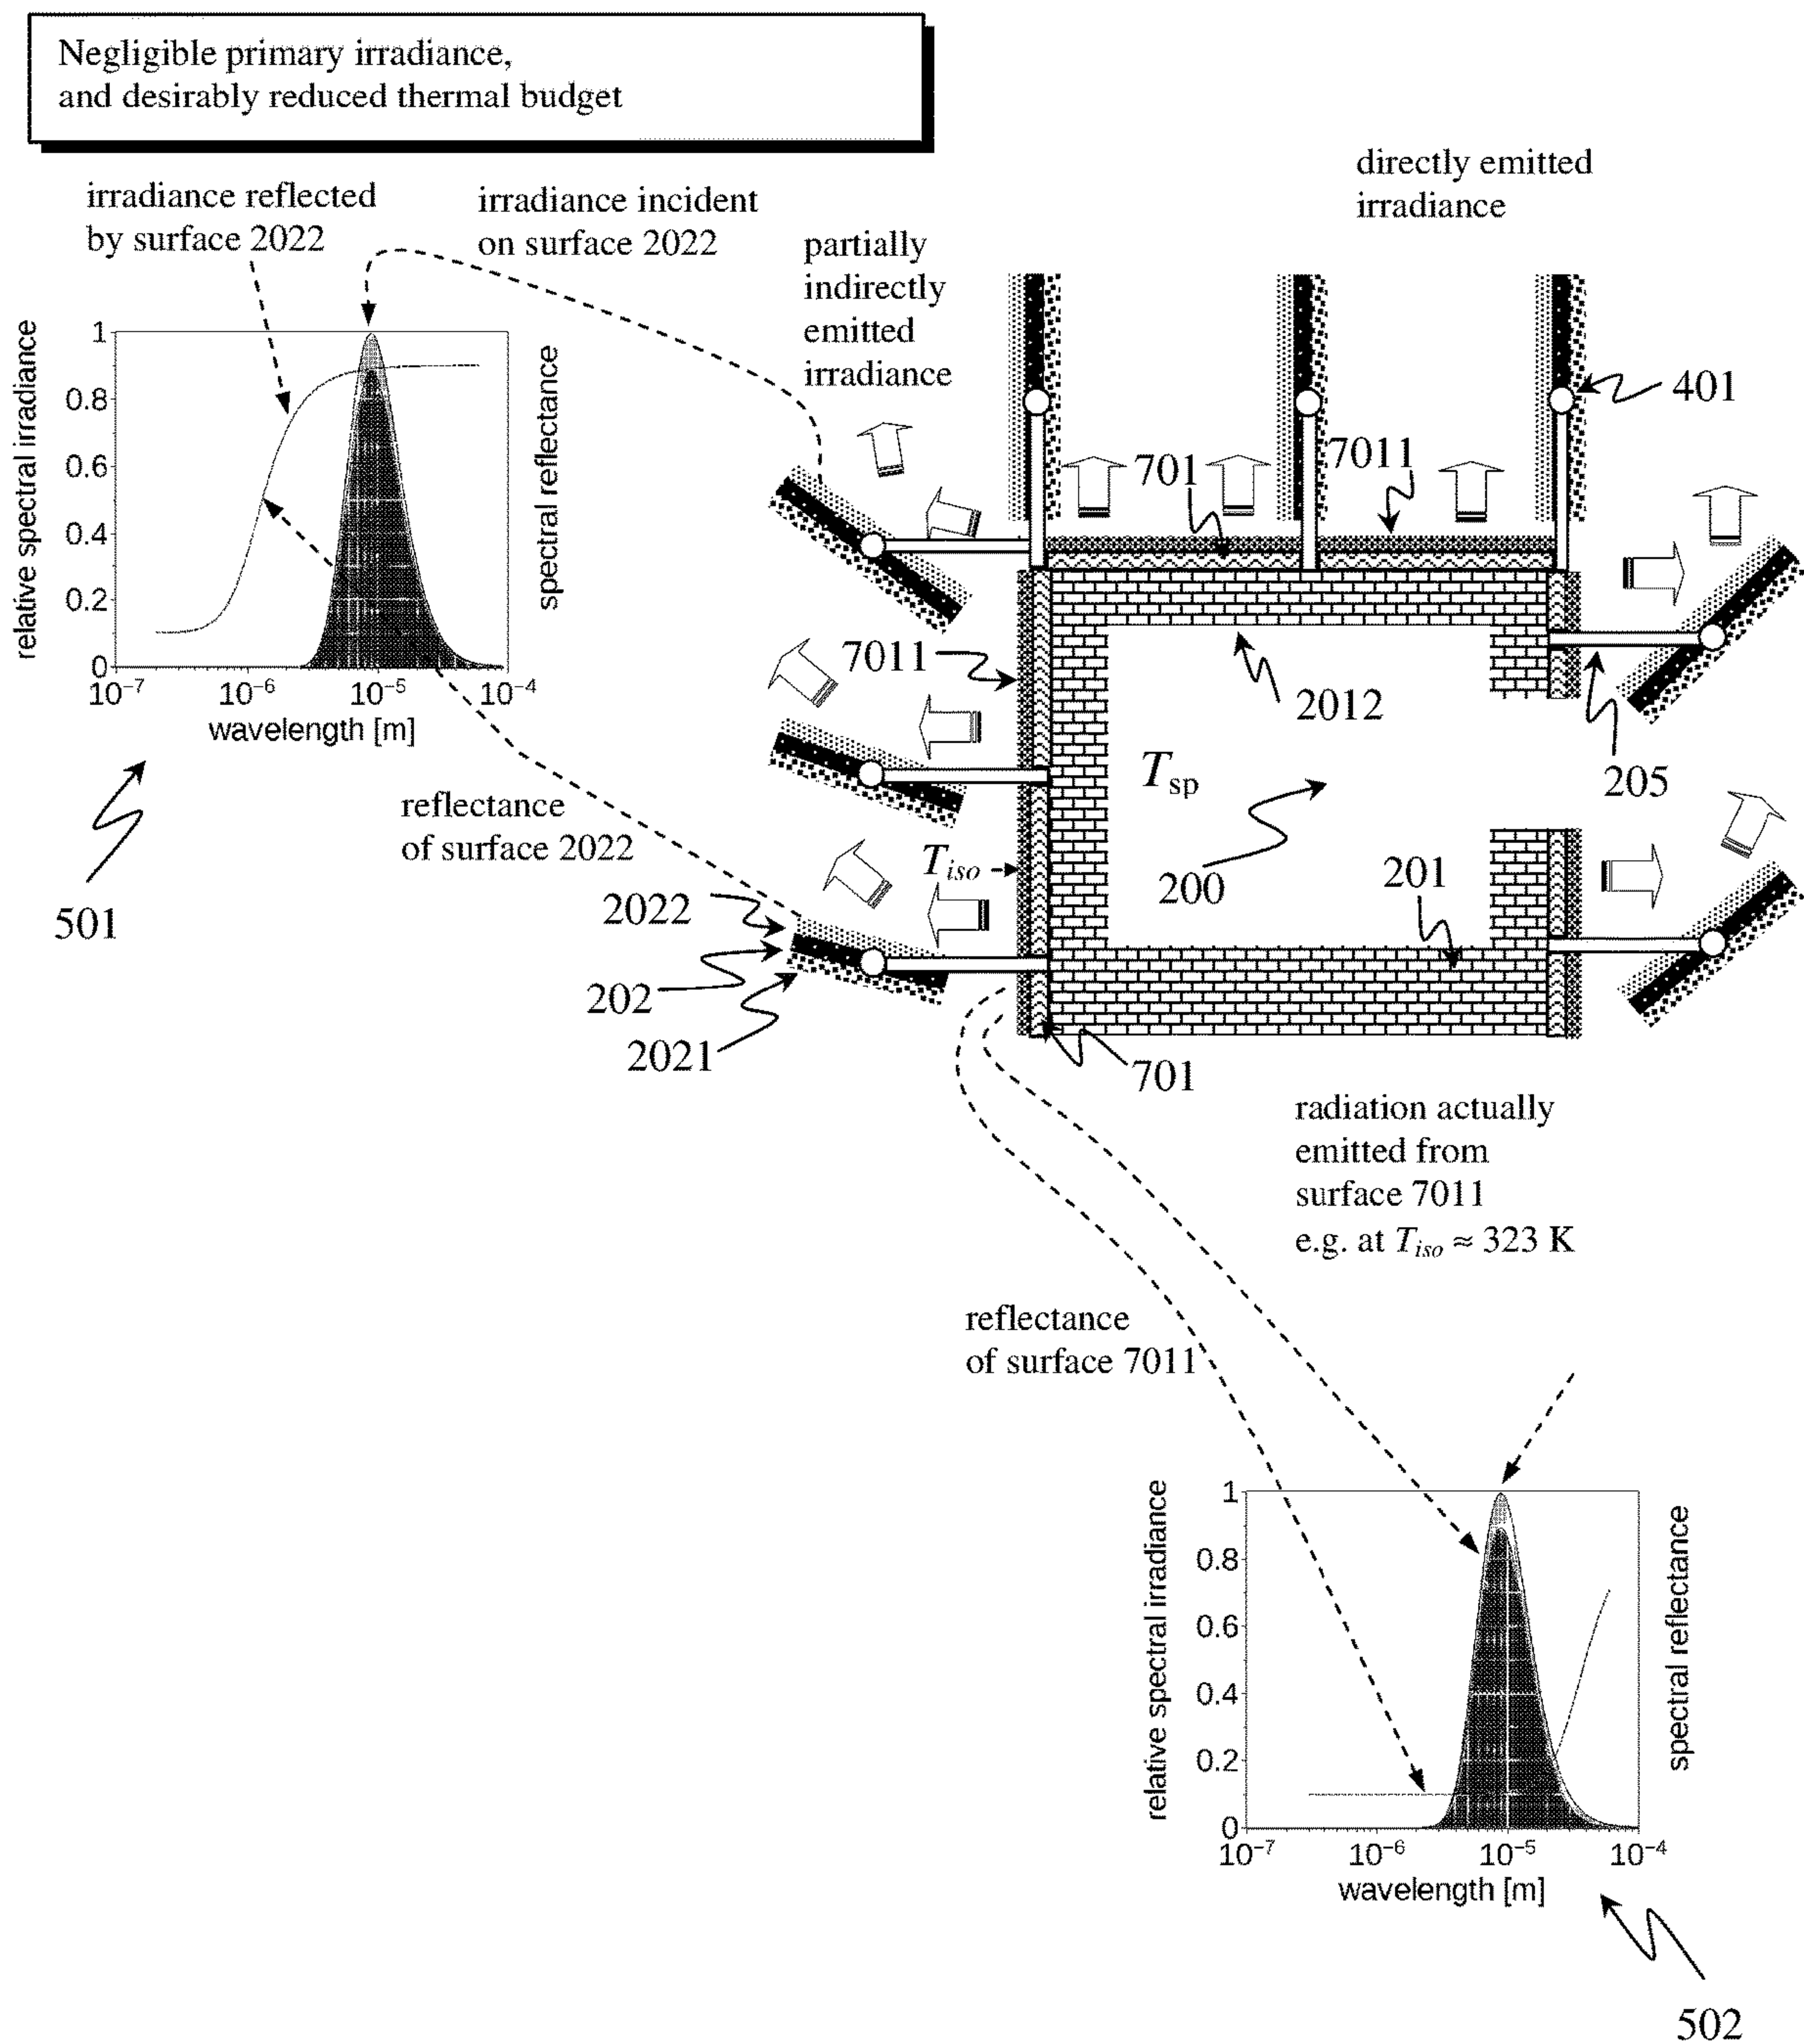 Negligible primary irradiance,
and desirably reduced thermal budget
directly emitted
irradiance
irradiance reflected
by surface 2022
irradiance incident
on surface 2022
partially
indirectly
emitted
irradiance
relative spectral irradiance
1
0.8
0.6
0.4
0.2
0
10⁻⁷ 10⁻⁶ 10⁻⁵ 10⁻⁴
wavelength [m]
spectral reflectance
501
401
701
7011
7011
2012
205
T_sp
200
201
T_iso
reflectance
of surface 2022
2022
202
2021
701
radiation actually
emitted from
surface 7011
e.g. at T_iso ≈ 323 K
reflectance
of surface 7011
relative spectral irradiance
1
0.8
0.6
0.4
0.2
0
10⁻⁷ 10⁻⁶ 10⁻⁵ 10⁻⁴
wavelength [m]
spectral reflectance
502